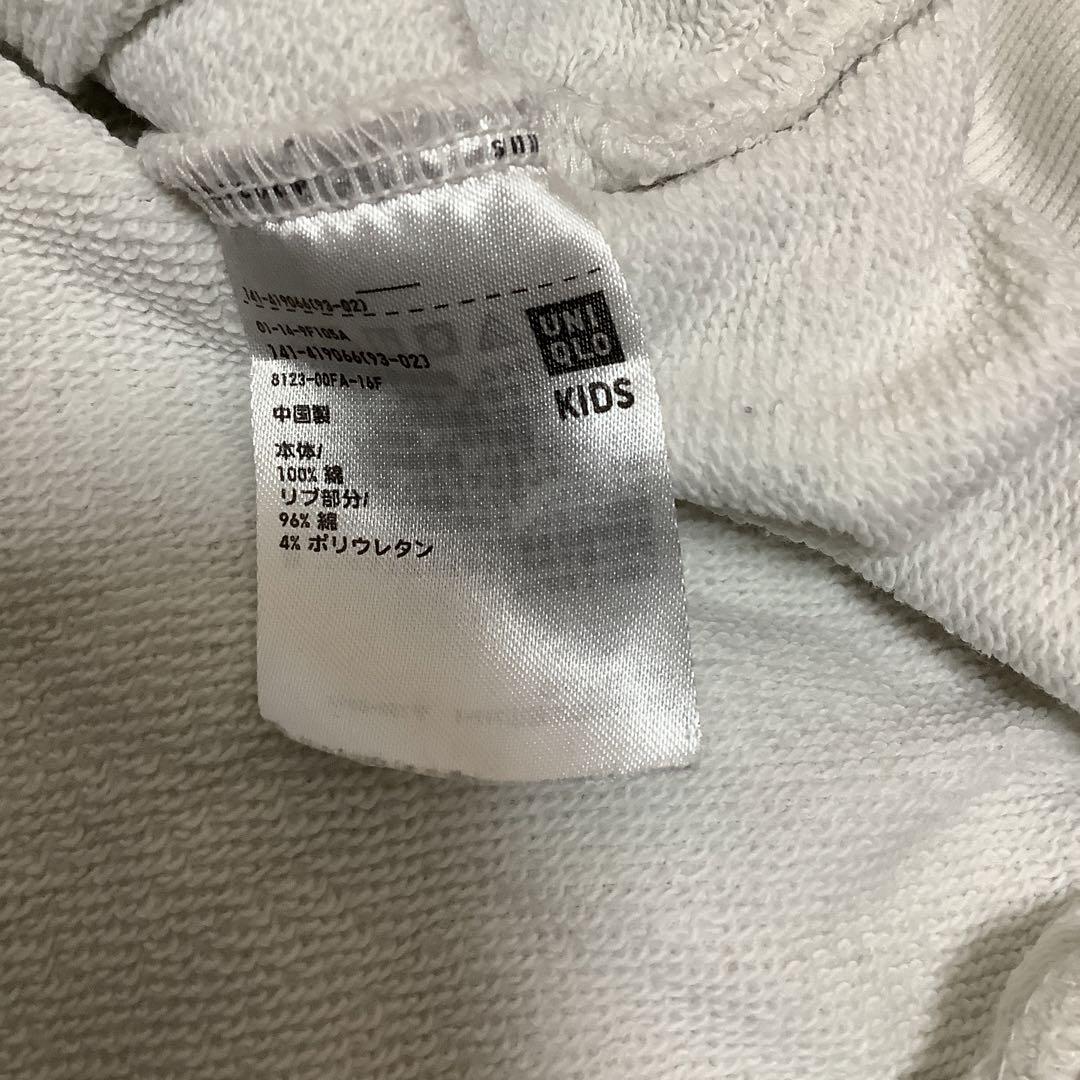 141-419066(93-02)
01-14-9F105A
141-419066(93-02)
8123-00FA-16F
中国製
本体/
100% 綿
リブ部分/
96% 綿
4% ポリウレタン
UNI
QLO
KIDS